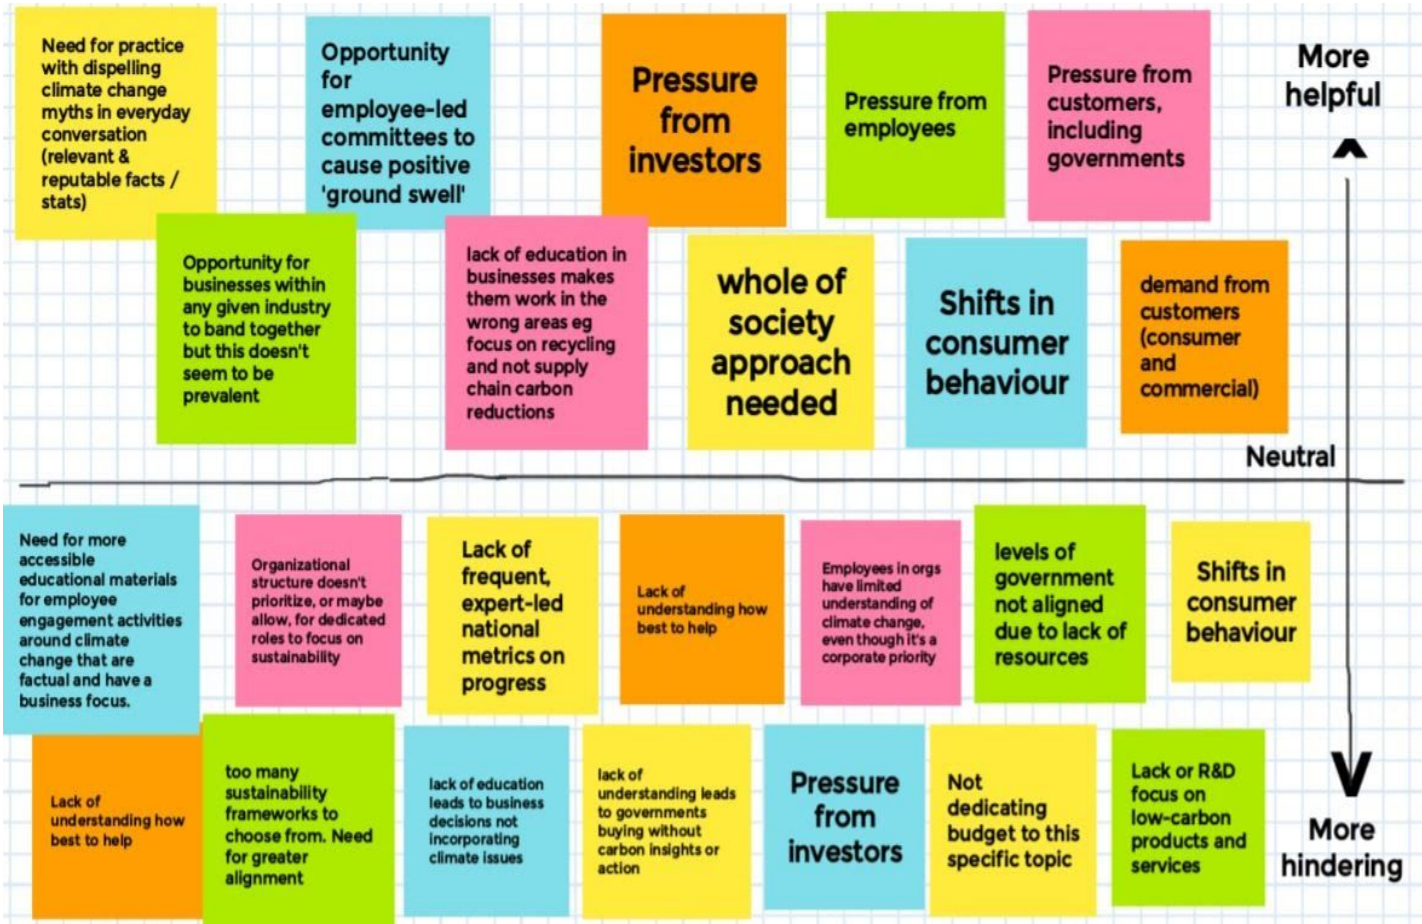 Need for practice
with dispelling
climate change
myths in everyday
conversation
(relevant &
reputable facts /
stats)
Opportunity
for
employee-led
committees to
cause positive
'ground swell'
Pressure
from
investors
Pressure from
employees
Pressure from
customers,
including
governments
More
helpful
Opportunity for
businesses within
any given industry
to band together
but this doesn't
seem to be
prevalent
lack of education in
businesses makes
them work in the
wrong areas eg
focus on recycling
and not supply
chain carbon
reductions
whole of
society
approach
needed
Shifts in
consumer
behaviour
demand from
customers
(consumer
and
commercial)
Neutral
Need for more
accessible
educational materials
for employee
engagement activities
around climate
change that are
factual and have a
business focus.
Organizational
structure doesn't
prioritize, or maybe
allow, for dedicated
roles to focus on
sustainability
Lack of
frequent,
expert-led
national
metrics on
progress
Lack of
understanding how
best to help
Employees in orgs
have limited
understanding of
climate change,
even though it's a
corporate priority
levels of
government
not aligned
due to lack of
resources
Shifts in
consumer
behaviour
Lack of
understanding how
best to help
too many
sustainability
frameworks to
choose from. Need
for greater
alignment
lack of education
leads to business
decisions not
incorporating
climate issues
lack of
understanding leads
to governments
buying without
carbon insights or
action
Pressure
from
investors
Not
dedicating
budget to this
specific topic
Lack or R&D
focus on
low-carbon
products and
services
More
hindering